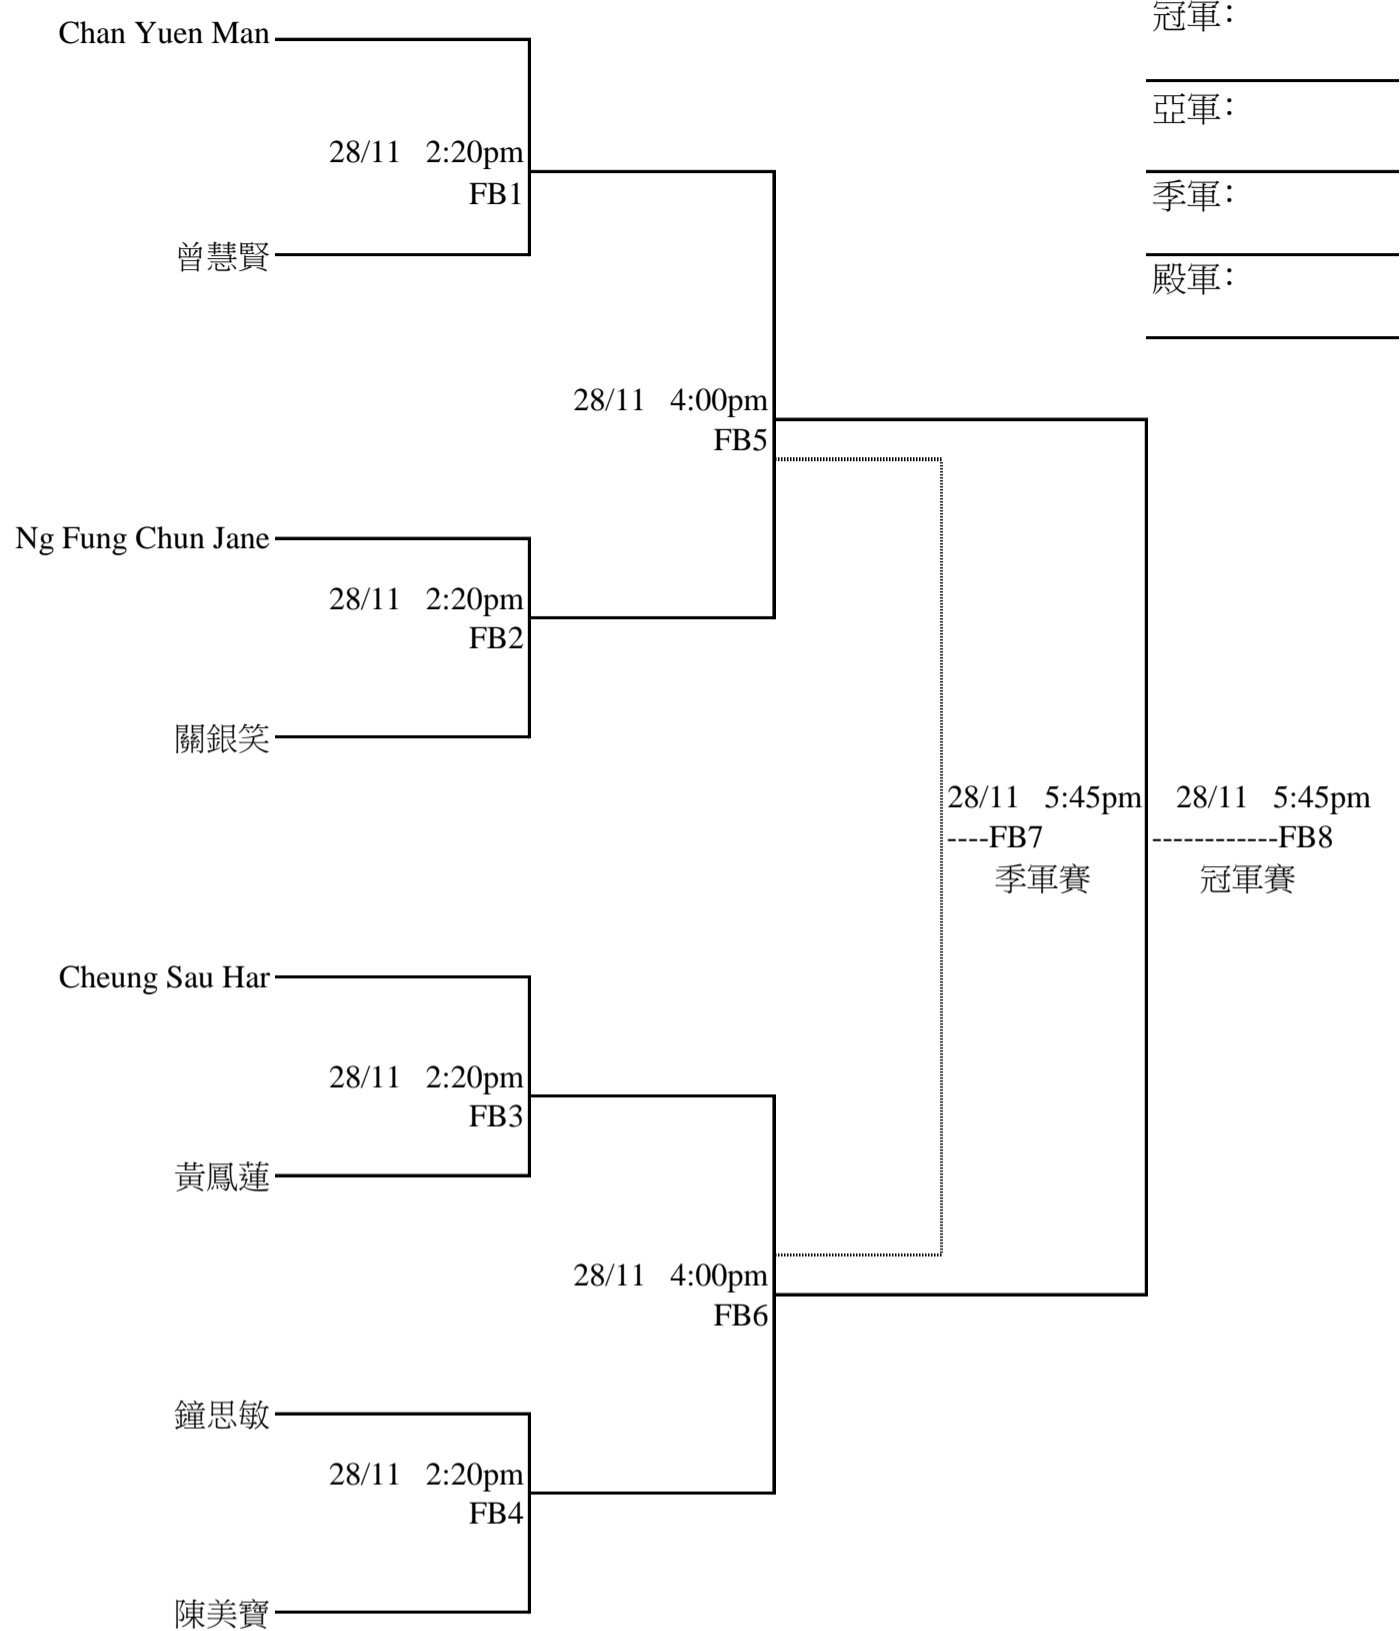 冠軍：
Chan Yuen Man
亞軍：
28/11 2:20pm
FB1
季軍：
曾慧賢
殿軍：
28/11 4:00pm
FB5
Ng Fung Chun Jane
28/11 2:20pm
FB2
關銀笑
28/11 5:45pm 28/11 5:45pm
----FB7 ------------FB8
季軍賽 冠軍賽
Cheung Sau Har
28/11 2:20pm
FB3
黃鳳蓮
28/11 4:00pm
FB6
鐘思敏
28/11 2:20pm
FB4
陳美寶